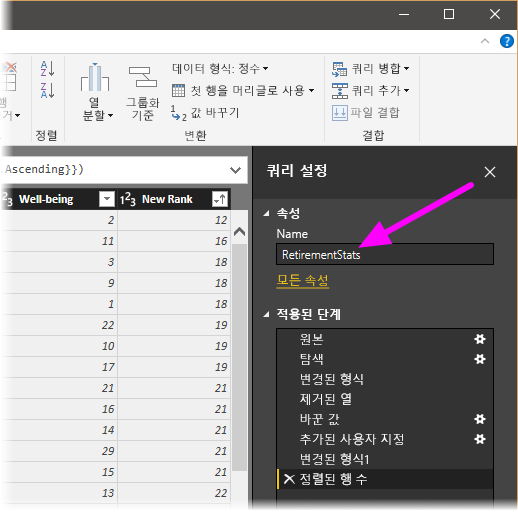 데이터 형식: 정수
쿼리 병합
첫 행을 머리글로 사용
쿼리 추가
열
분할
그룹화
기준
값 바꾸기
파일 결합
정렬
변환
결합
.Ascending}})
쿼리 설정
속성
Name
RetirementStats
모든 속성
적용된 단계
원본
탐색
변경된 형식
제거된 열
바꾼 값
추가된 사용자 지정
변경된 형식1
정렬된 행 수
Well-being 123 New Rank
2 12
11 16
3 18
9 18
1 18
22 19
10 19
17 19
21 21
16 21
14 21
29 21
15 21
13 22